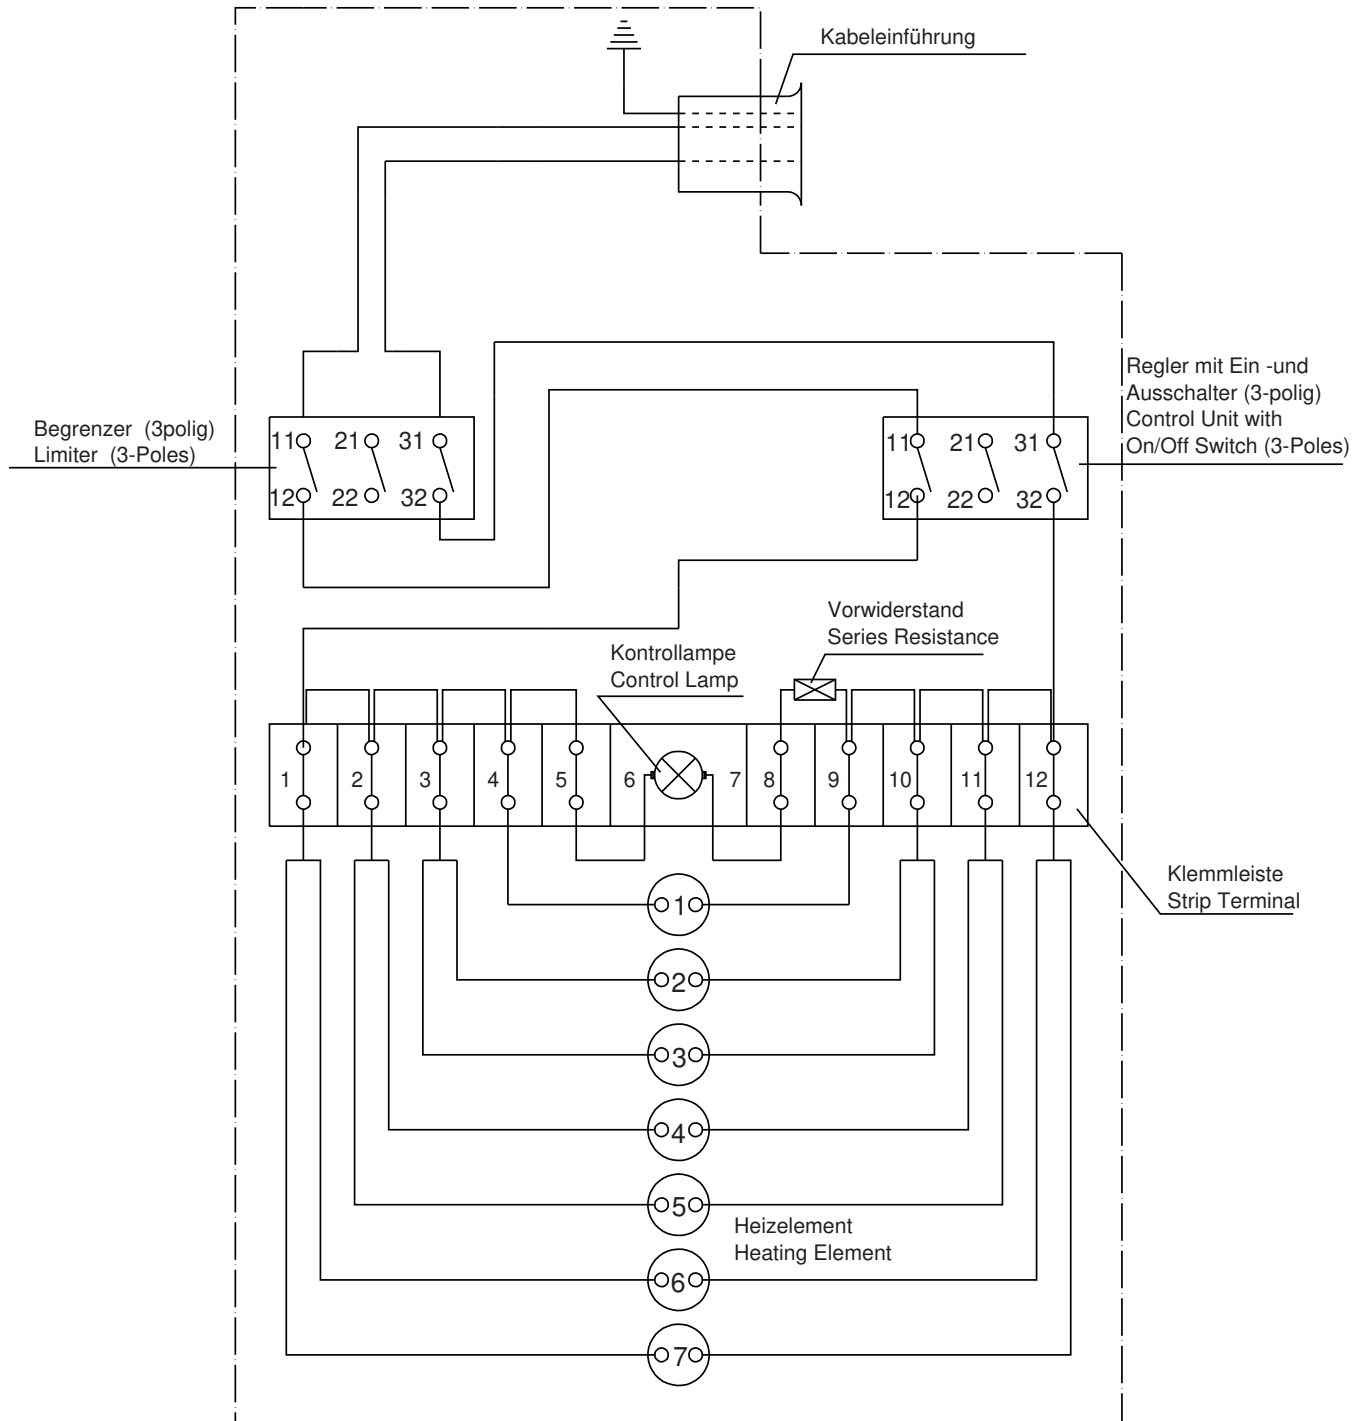 Kabeleinführung
Regler mit Ein -und
Ausschalter (3-polig)
Control Unit with
On/Off Switch (3-Poles)
Begrenzer (3polig)
Limiter (3-Poles)
11 21 31
12 22 32
11 21 31
12 22 32
Vorwiderstand
Series Resistance
Kontrollampe
Control Lamp
1 2 3 4 5 6 7 8 9 10 11 12
Klemmleiste
Strip Terminal
1
2
3
4
5
Heizelement
Heating Element
6
7